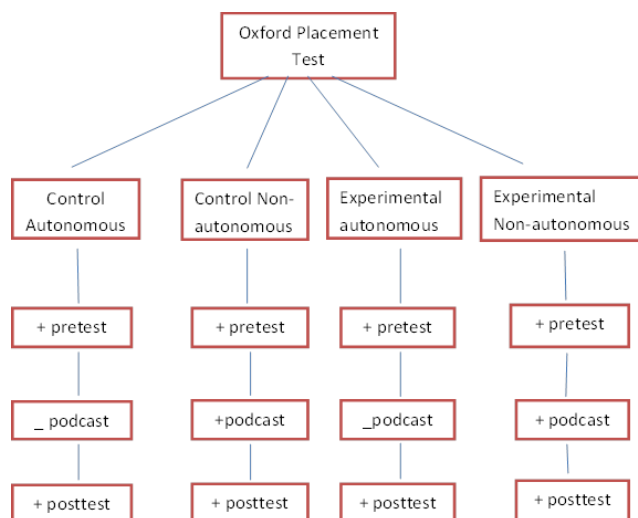 Oxford Placement
Test
Control
Autonomous
Control Non-
autonomous
Experimental
autonomous
Experimental
Non-autonomous
+ pretest
+ pretest
+ pretest
+ pretest
_ podcast
+podcast
_podcast
+ podcast
+ posttest
+ posttest
+ posttest
+ posttest